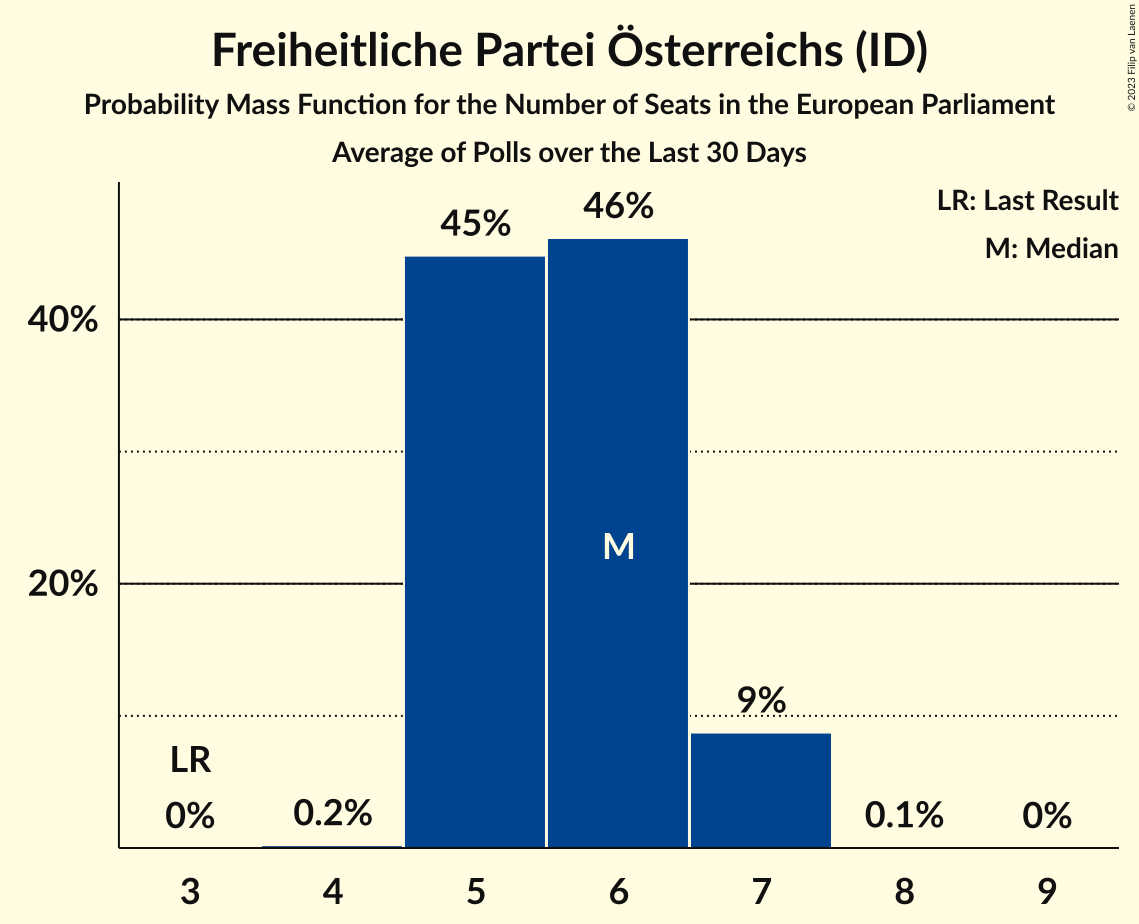 Freiheitliche Partei Österreichs (ID)
Probability Mass Function for the Number of Seats in the European Parliament
Average of Polls over the Last 30 Days
© 2023 Filip van Laenen
LR: Last Result
M: Median
45%
46%
40%
M
20%
9%
LR
0%
0.2%
0.1%
0%
3
4
5
6
7
8
9